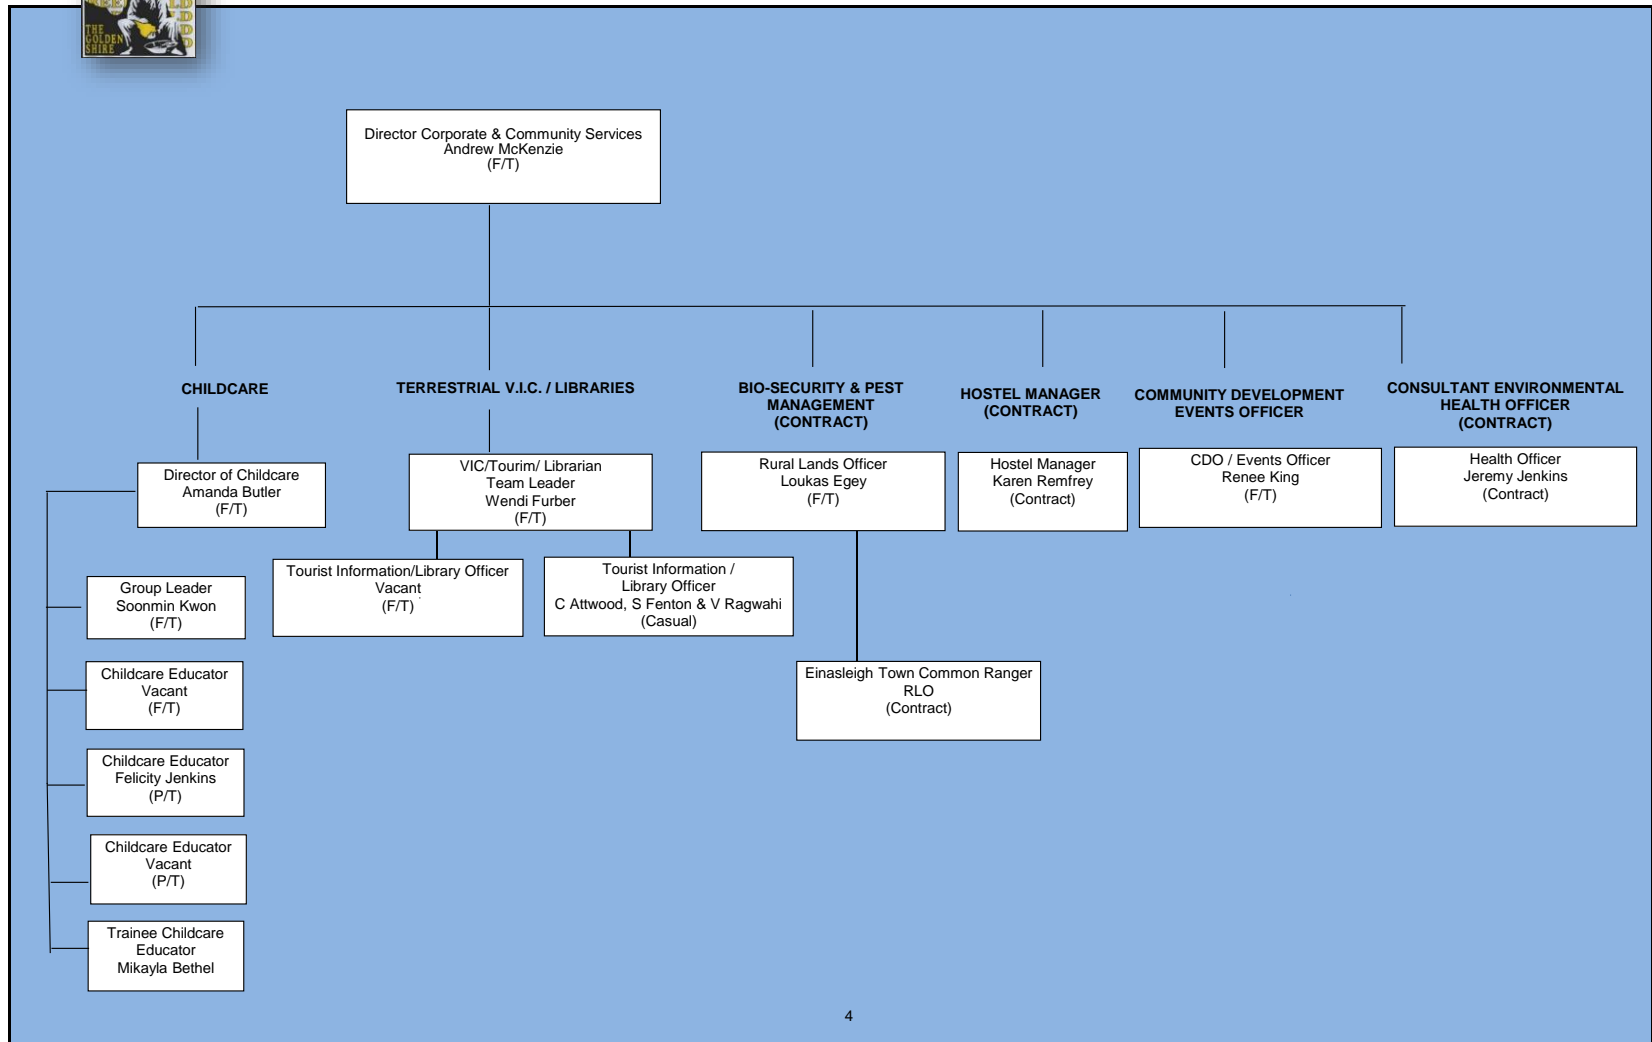 THE
GOLDEN
SHIRE
Director Corporate & Community Services
Andrew McKenzie
(F/T)
CHILDCARE
TERRESTRIAL V.I.C. / LIBRARIES
BIO-SECURITY & PEST
MANAGEMENT
(CONTRACT)
HOSTEL MANAGER
(CONTRACT)
COMMUNITY DEVELOPMENT
EVENTS OFFICER
CONSULTANT ENVIRONMENTAL
HEALTH OFFICER
(CONTRACT)
Director of Childcare
Amanda Butler
(F/T)
VIC/Tourim/ Librarian
Team Leader
Wendi Furber
(F/T)
Rural Lands Officer
Loukas Egey
(F/T)
Hostel Manager
Karen Remfrey
(Contract)
CDO / Events Officer
Renee King
(F/T)
Health Officer
Jeremy Jenkins
(Contract)
Tourist Information/Library Officer
Vacant
(F/T)
Tourist Information /
Library Officer
C Attwood, S Fenton & V Ragwahi
(Casual)
Einasleigh Town Common Ranger
RLO
(Contract)
Group Leader
Soonmin Kwon
(F/T)
Childcare Educator
Vacant
(F/T)
Childcare Educator
Felicity Jenkins
(P/T)
Childcare Educator
Vacant
(P/T)
Trainee Childcare
Educator
Mikayla Bethel
4